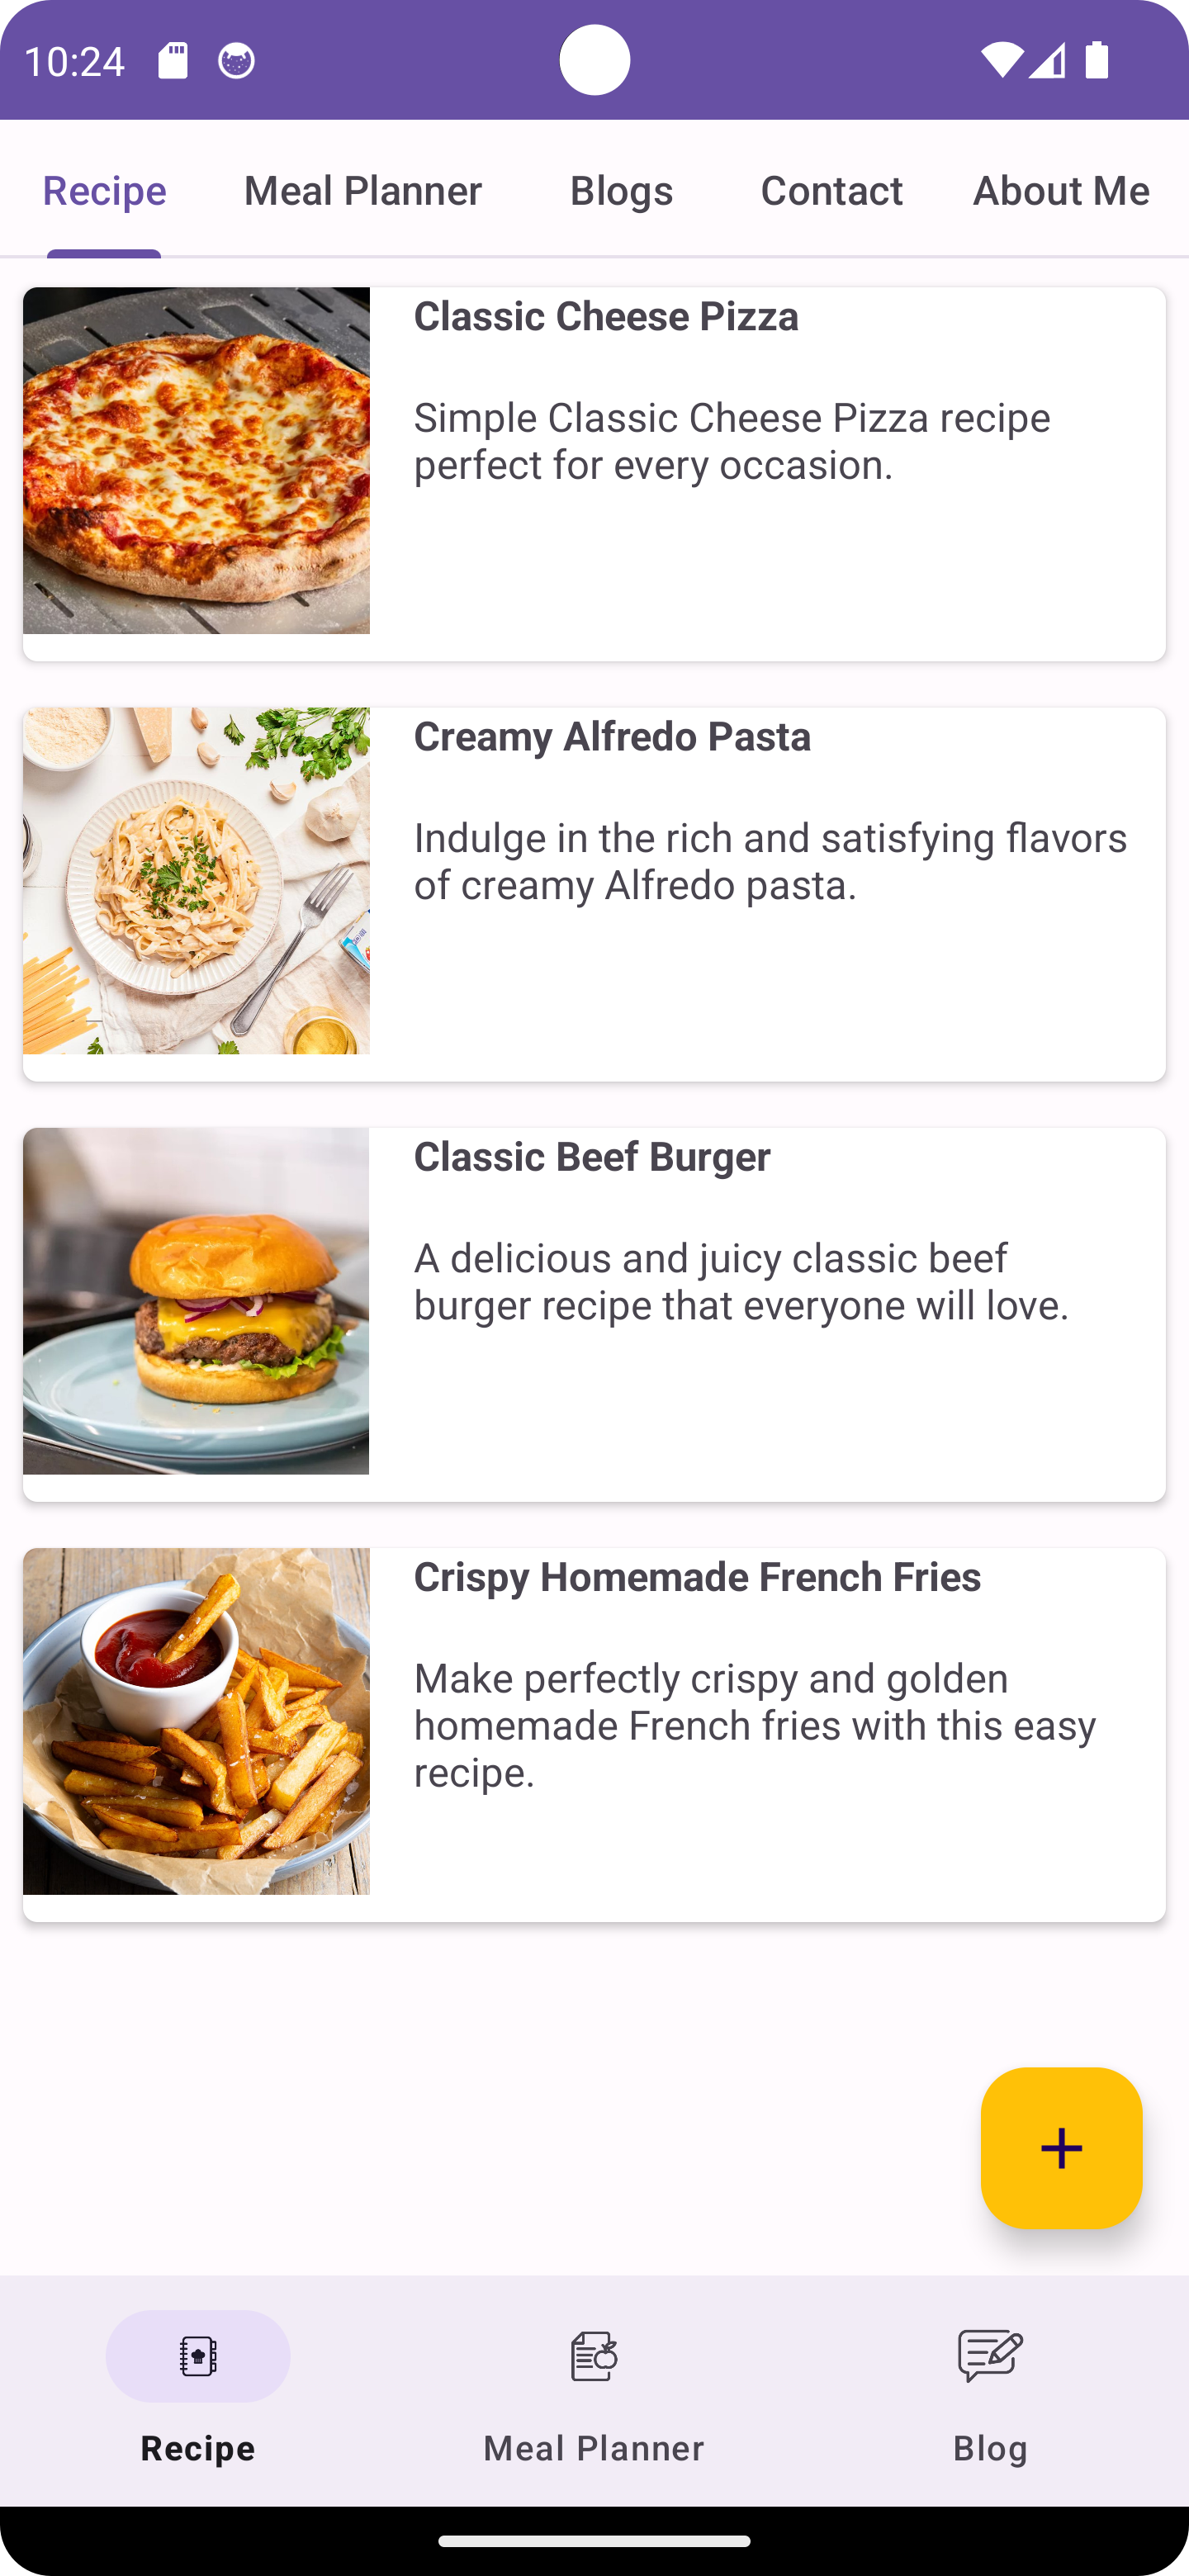 10:24
Recipe
Meal Planner
Blogs
Contact
About Me
Classic Cheese Pizza
Simple Classic Cheese Pizza recipe
perfect for every occasion.
Creamy Alfredo Pasta
Indulge in the rich and satisfying flavors
of creamy Alfredo pasta.
Classic Beef Burger
A delicious and juicy classic beef
burger recipe that everyone will love.
Crispy Homemade French Fries
Make perfectly crispy and golden
homemade French fries with this easy
recipe.
Recipe
Meal Planner
Blog